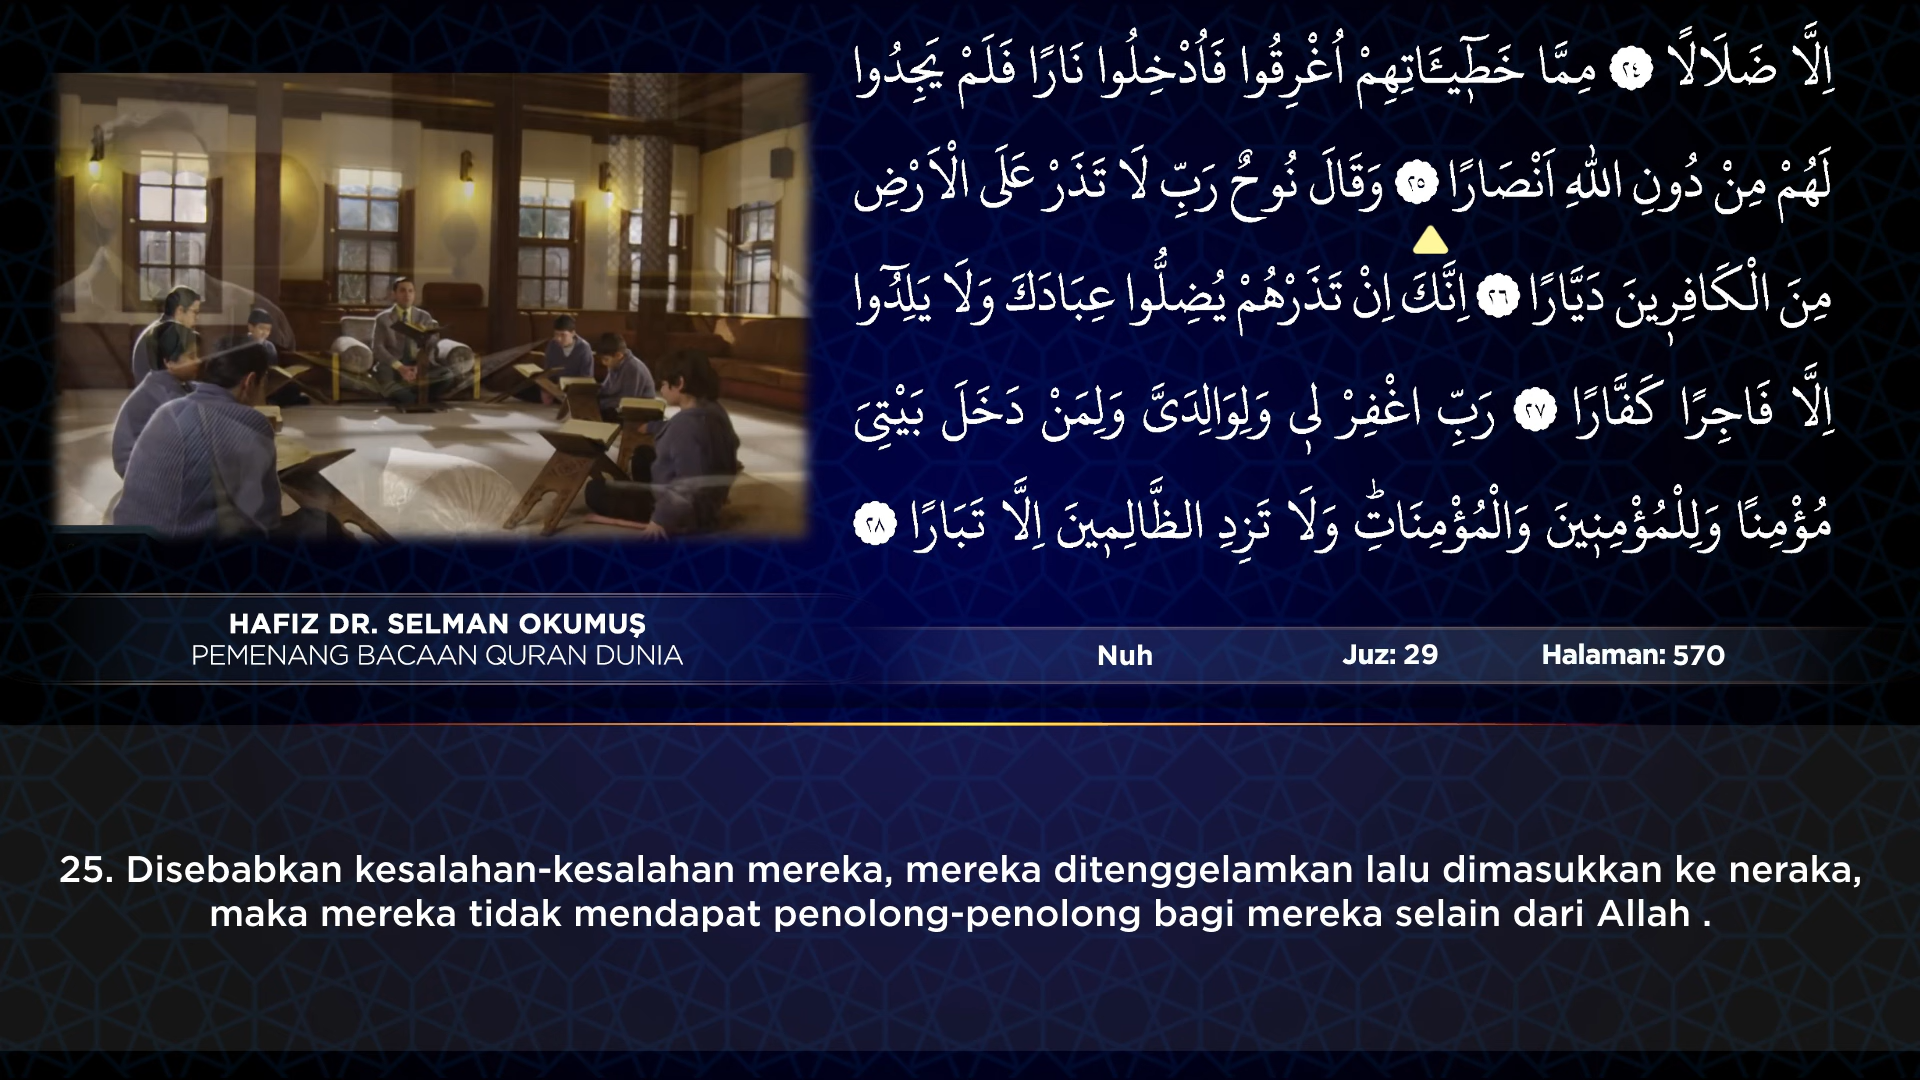 اِلَّا ضَلَالًا ﴿٢٤﴾ مِمَّا خَطٓيـَٔاتِهِمْ اُغْرِقُوا فَاُدْخِلُوا نَارًا فَلَمْ يَجِدُوا
لَهُمْ مِنْ دُونِ اللّٰهِ اَنْصَارًا ﴿٢٥﴾ وَقَالَ نُوحٌ رَبِّ لَا تَذَرْ عَلَى الْاَرْضِ
مِنَ الْكَافِرٖينَ دَيَّارًا ﴿٢٦﴾ اِنَّكَ اِنْ تَذَرْهُمْ يُضِلُّوا عِبَادَكَ وَلَا يَلِدُٓوا
اِلَّا فَاجِرًا كَفَّارًا ﴿٢٧﴾ رَبِّ اغْفِرْ لٖى وَلِوَالِدَىَّ وَلِمَنْ دَخَلَ بَيْتِىَ
مُؤْمِنًا وَلِلْمُؤْمِنٖينَ وَالْمُؤْمِنَاتِؕ وَلَا تَزِدِ الظَّالِمٖينَ اِلَّا تَبَارًا ﴿٢٨﴾
HAFIZ DR. SELMAN OKUMUŞ
PEMENANG BACAAN QURAN DUNIA
Nuh Juz: 29 Halaman: 570
25. Disebabkan kesalahan-kesalahan mereka, mereka ditenggelamkan lalu dimasukkan ke neraka,
maka mereka tidak mendapat penolong-penolong bagi mereka selain dari Allah .